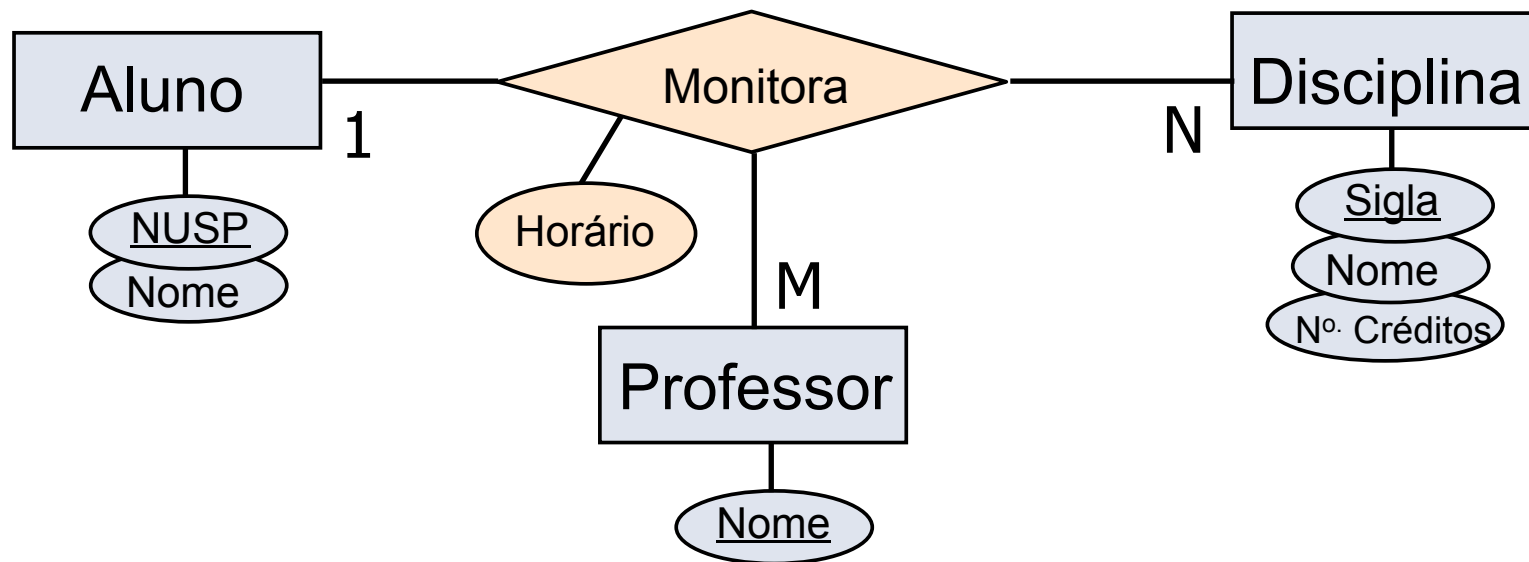 Aluno
Monitora
Disciplina
1
N
NUSP
Nome
Horário
M
Sigla
Nome
Nº. Créditos
Professor
Nome